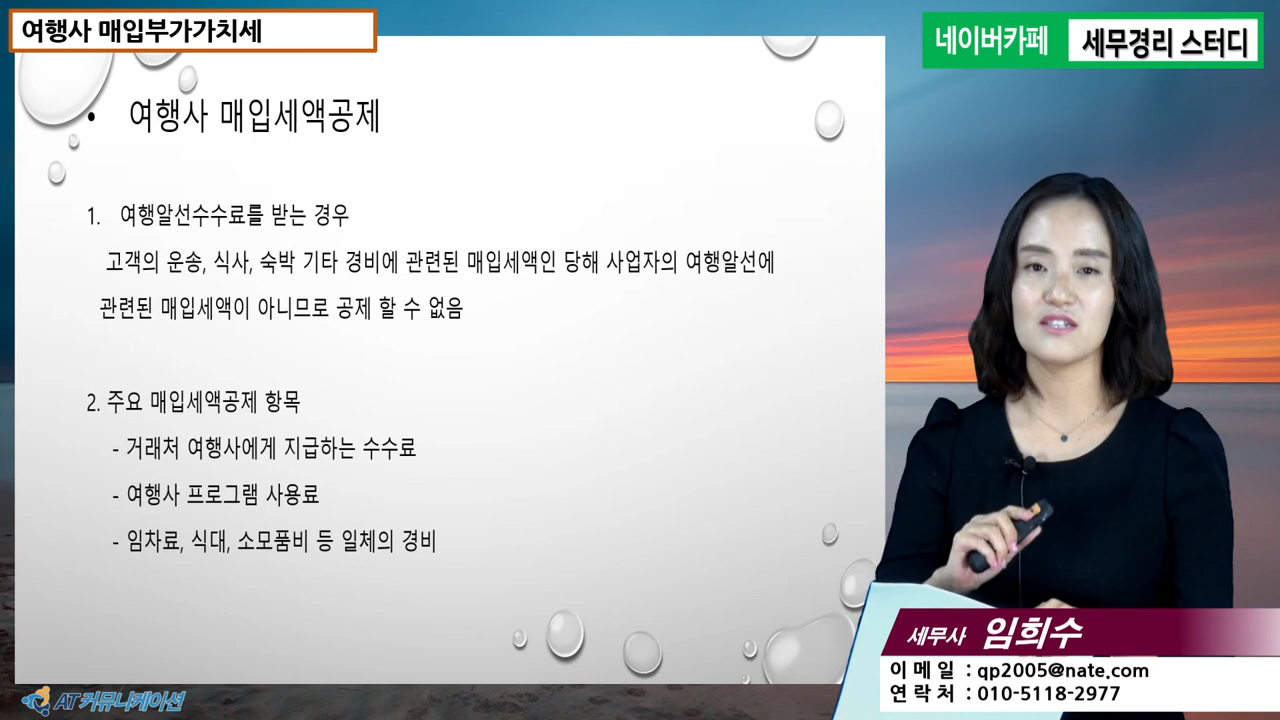 여행사 매입부가가치세
네이버카페 세무경리 스터디
• 여행사 매입세액공제
1. 여행알선수수료를 받는 경우
고객의 운송, 식사, 숙박 기타 경비에 관련된 매입세액인 당해 사업자의 여행알선에
관련된 매입세액이 아니므로 공제 할 수 없음
2. 주요 매입세액공제 항목
- 거래처 여행사에게 지급하는 수수료
- 여행사 프로그램 사용료
- 임차료, 식대, 소모품비 등 일체의 경비
세무사 임희수
이 메 일 : qp2005@nate.com
연 락 처 : 010-5118-2977
AT커뮤니케이션